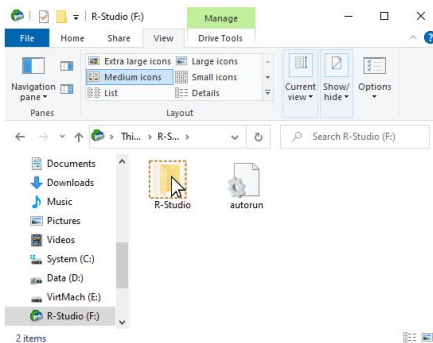 R-Studio (F:)
Manage
File
Home
Share
View
Drive Tools
?
Navigation pane
Extra large icons
Large icons
Medium icons
Small icons
List
Details
Current view
Show/ hide
Options
Panes
Layout
Thi...
R-S...
Search R-Studio (F:)
Documents
Downloads
Music
Pictures
Videos
System (C:)
Data (D:)
VirtMach (E:)
R-Studio (F:)
R-Studio
autorun
2 items